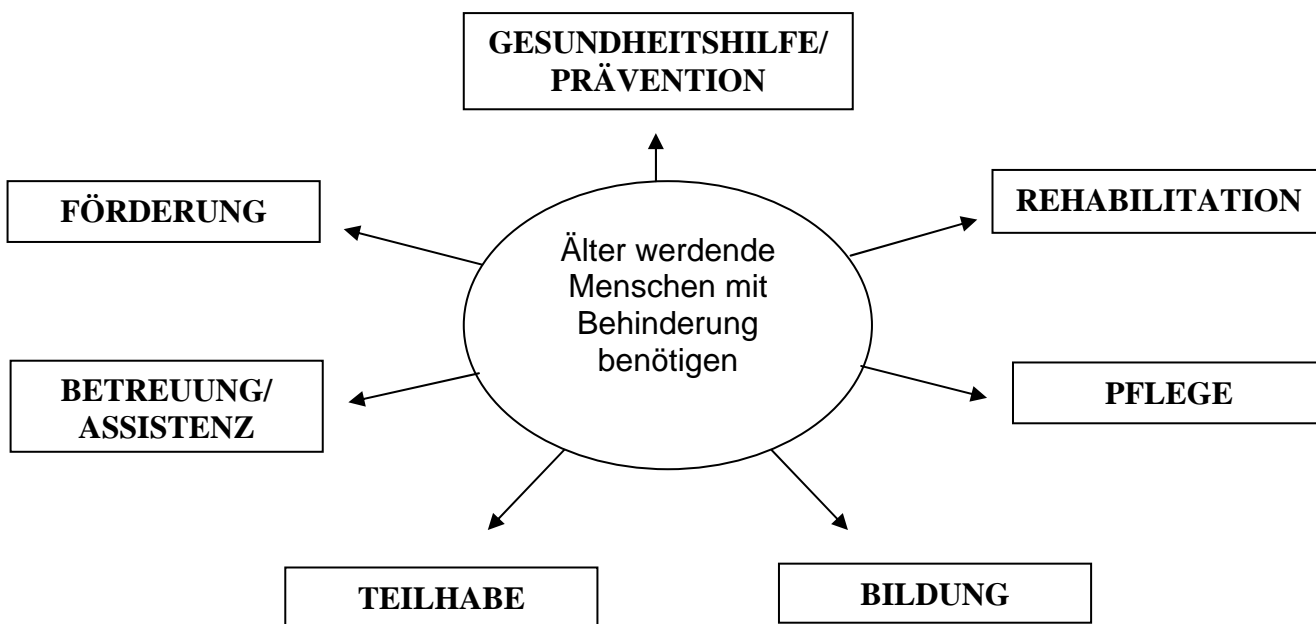 GESUNDHEITSHILFE/
PRÄVENTION
FÖRDERUNG
REHABILITATION
Älter werdende
Menschen mit
Behinderung
benötigen
BETREUUNG/
ASSISTENZ
PFLEGE
TEILHABE
BILDUNG